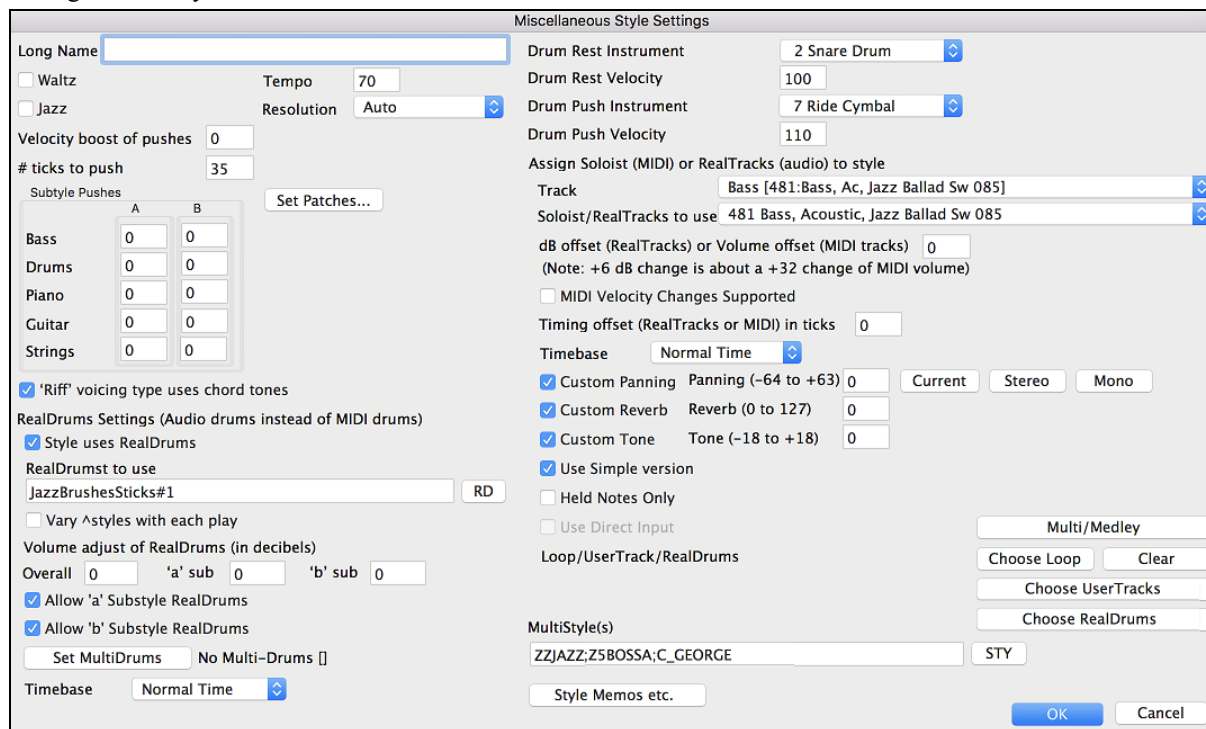 Miscellaneous Style Settings
Long Name
Waltz
Tempo 70
Jazz
Resolution Auto
Velocity boost of pushes 0
# ticks to push 35
Subtyle Pushes
Set Patches...
A B
Bass 0 0
Drums 0 0
Piano 0 0
Guitar 0 0
Strings 0 0
'Riff' voicing type uses chord tones
RealDrums Settings (Audio drums instead of MIDI drums)
Style uses RealDrums
RealDrumst to use
JazzBrushesSticks#1 RD
Vary ^styles with each play
Volume adjust of RealDrums (in decibels)
Overall 0 'a' sub 0 'b' sub 0
Allow 'a' Substyle RealDrums
Allow 'b' Substyle RealDrums
Set MultiDrums No Multi-Drums []
Timebase Normal Time
Drum Rest Instrument 2 Snare Drum
Drum Rest Velocity 100
Drum Push Instrument 7 Ride Cymbal
Drum Push Velocity 110
Assign Soloist (MIDI) or RealTracks (audio) to style
Track Bass [481:Bass, Ac, Jazz Ballad Sw 085]
Soloist/RealTracks to use 481 Bass, Acoustic, Jazz Ballad Sw 085
dB offset (RealTracks) or Volume offset (MIDI tracks) 0
(Note: +6 dB change is about a +32 change of MIDI volume)
MIDI Velocity Changes Supported
Timing offset (RealTracks or MIDI) in ticks 0
Timebase Normal Time
Custom Panning Panning (-64 to +63) 0 Current Stereo Mono
Custom Reverb Reverb (0 to 127) 0
Custom Tone Tone (-18 to +18) 0
Use Simple version
Held Notes Only
Use Direct Input
Multi/Medley
Loop/UserTrack/RealDrums
Choose Loop Clear
Choose UserTracks
Choose RealDrums
MultiStyle(s)
ZZJAZZ;Z5BOSSA;C_GEORGE STY
Style Memos etc.
OK Cancel